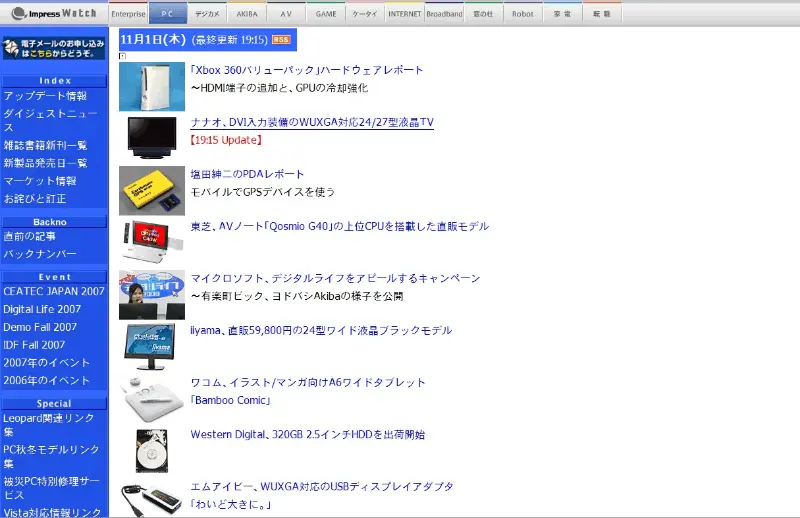 Impress Watch
Enterprise
PC
デジカメ
AKIBA
AV
GAME
ケータイ
INTERNET
Broadband
窓の杜
Robot
家電
転職
電子メールのお申し込み
はこちらからどうぞ。
Index
アップデート情報
ダイジェストニュー
ス
雑誌書籍新刊一覧
新製品発売日一覧
マーケット情報
お詫びと訂正
Backno
直前の記事
バックナンバー
Event
CEATEC JAPAN 2007
Digital Life 2007
Demo Fall 2007
IDF Fall 2007
2007年のイベント
2006年のイベント
Special
Leopard関連リンク
集
PC秋冬モデルリンク
集
被災PC特別修理サー
ビス
Vista対応情報リンク
11月1日(木) (最終更新 19:15) RSS
「Xbox 360バリューパック」ハードウェアレポート
～HDMI端子の追加と、GPUの冷却強化
ナナオ、DVI入力装備のWUXGA対応24/27型液晶TV
【19:15 Update】
塩田紳二のPDAレポート
モバイルでGPSデバイスを使う
東芝、AVノート「Qosmio G40」の上位CPUを搭載した直販モデル
マイクロソフト、デジタルライフをアピールするキャンペーン
～有楽町ビック、ヨドバシAkibaの様子を公開
iiyama、直販59,800円の24型ワイド液晶ブラックモデル
ワコム、イラスト/マンガ向けA6ワイドタブレット
「Bamboo Comic」
Western Digital、320GB 2.5インチHDDを出荷開始
エムアイビー、WUXGA対応のUSBディスプレイアダプタ
「わいど大きに。」